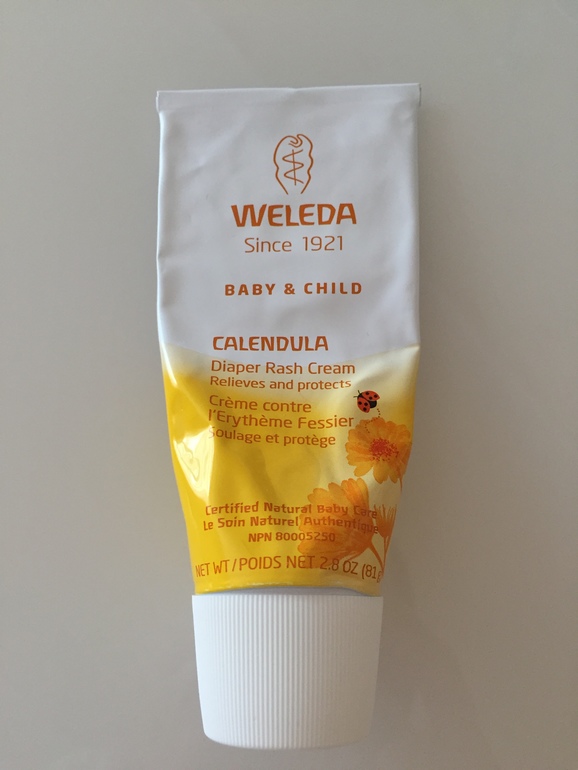 WELEDA
Since 1921
BABY & CHILD
CALENDULA
Diaper Rash Cream
Relieves and protects
Crème contre
l'Erythème Fessier
Soulage et protège
Certified Natural Baby Care
Le Soin Naturel Authentique
NPN 80005250
NET WT/POIDS NET 2.8 OZ (81g